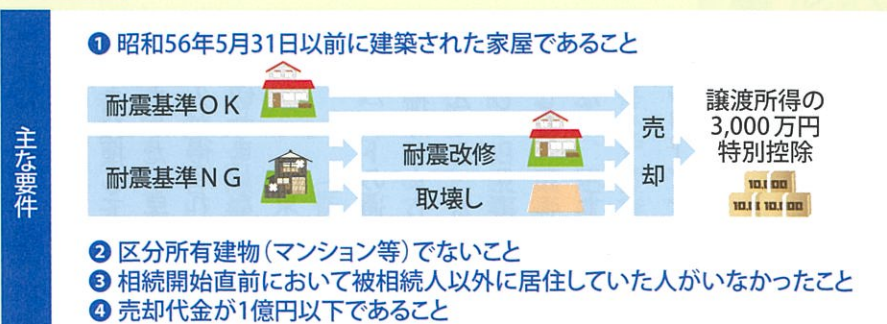 主な要件
❶ 昭和56年5月31日以前に建築された家屋であること
耐震基準OK
耐震基準NG
耐震改修
取壊し
売却
譲渡所得の
3,000万円
特別控除
10,000
10,000
10,000
❷ 区分所有建物(マンション等)でないこと
❸ 相続開始直前において被相続人以外に居住していた人がいなかったこと
❹ 売却代金が1億円以下であること